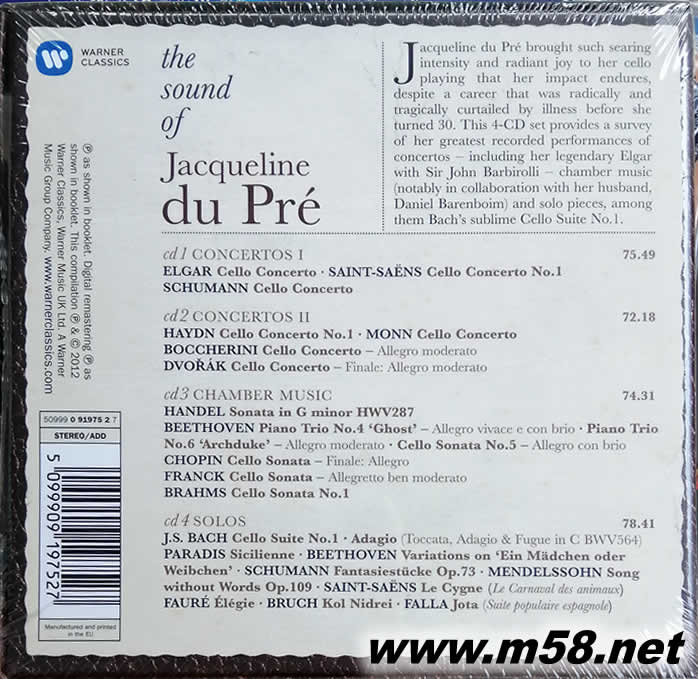 WARNER
CLASSICS
the
sound
of
Jacqueline
du Pré
Jacqueline du Pré brought such searing
intensity and radiant joy to her cello
playing that her impact endures,
despite a career that was radically and
tragically curtailed by illness before she
turned 30. This 4-CD set provides a survey
of her greatest recorded performances of
concertos – including her legendary Elgar
with Sir John Barbirolli – chamber music
(notably in collaboration with her husband,
Daniel Barenboim) and solo pieces, among
them Bach's sublime Cello Suite No.1.
℗ as shown in booklet. Digital remastering ℗ as
shown in booklet. This compilation ℗ & © 2012
Warner Classics, Warner Music UK Ltd. A Warner
Music Group Company. www.warnerclassics.com
cd1 CONCERTOS I 75.49
ELGAR Cello Concerto · SAINT-SAËNS Cello Concerto No.1
SCHUMANN Cello Concerto
cd2 CONCERTOS II 72.18
HAYDN Cello Concerto No.1 · MONN Cello Concerto
BOCCHERINI Cello Concerto – Allegro moderato
DVOŘÁK Cello Concerto – Finale: Allegro moderato
cd3 CHAMBER MUSIC 74.31
HANDEL Sonata in G minor HWV287
BEETHOVEN Piano Trio No.4 'Ghost' – Allegro vivace e con brio · Piano Trio
No.6 'Archduke' – Allegro moderato · Cello Sonata No.5 – Allegro con brio
CHOPIN Cello Sonata – Finale: Allegro
FRANCK Cello Sonata – Allegretto ben moderato
BRAHMS Cello Sonata No.1
cd4 SOLOS 78.41
J.S. BACH Cello Suite No.1 · Adagio (Toccata, Adagio & Fugue in C BWV564)
PARADIS Sicilienne · BEETHOVEN Variations on 'Ein Mädchen oder
Weibchen' · SCHUMANN Fantasiestücke Op.73 · MENDELSSOHN Song
without Words Op.109 · SAINT-SAËNS Le Cygne (Le Carnaval des animaux)
FAURÉ Élégie · BRUCH Kol Nidrei · FALLA Jota (Suite populaire espagnole)
50999 0 91975 2 7
STEREO/ADD
5 099909 197527
Manufactured and printed
in the EU
www.m58.net